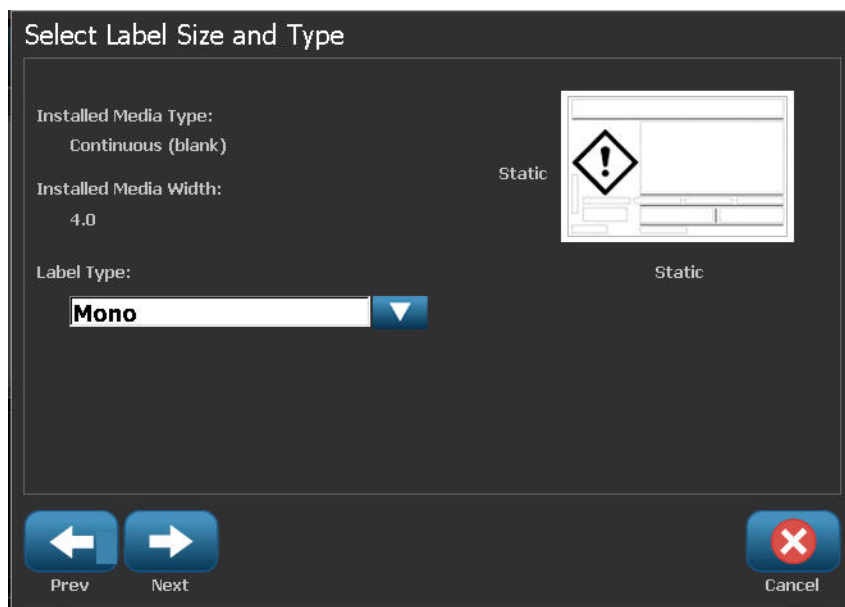 Select Label Size and Type
Installed Media Type:
Continuous (blank)
Installed Media Width:
4.0
Label Type:
Mono
Static
!
Static
Prev
Next
Cancel